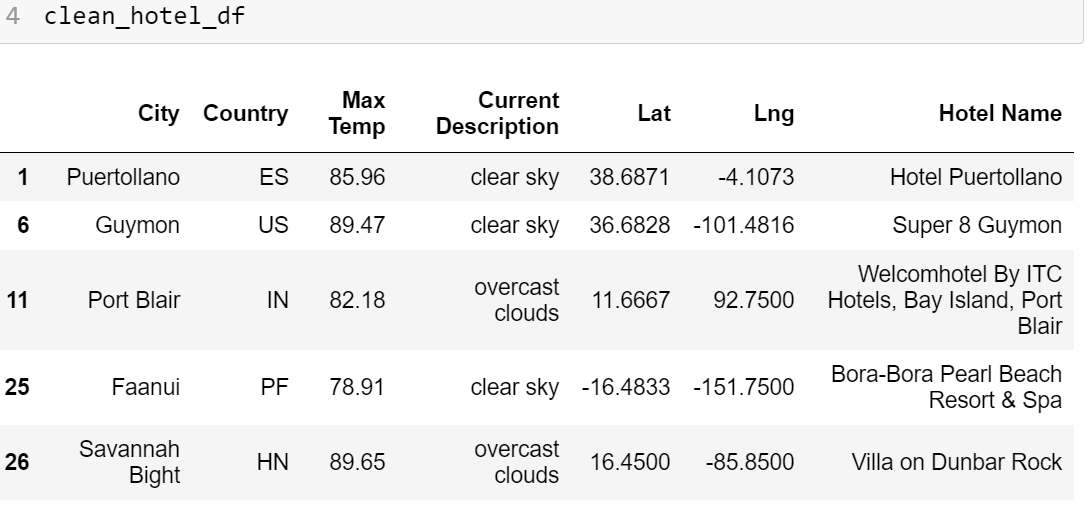 4 clean_hotel_df
City Country Max Temp Current Description Lat Lng Hotel Name
1 Puertollano ES 85.96 clear sky 38.6871 -4.1073 Hotel Puertollano
6 Guymon US 89.47 clear sky 36.6828 -101.4816 Super 8 Guymon
11 Port Blair IN 82.18 overcast clouds 11.6667 92.7500 Welcomhotel By ITC Hotels, Bay Island, Port Blair
25 Faanui PF 78.91 clear sky -16.4833 -151.7500 Bora-Bora Pearl Beach Resort & Spa
26 Savannah Bight HN 89.65 overcast clouds 16.4500 -85.8500 Villa on Dunbar Rock